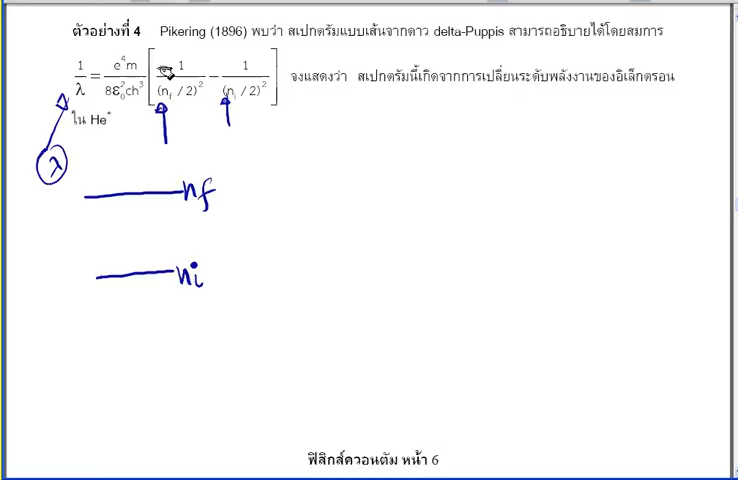 ตัวอย่างที่ 4 Pikering (1896) พบว่า สเปกตรัมแบบเส้นจากดาว delta-Puppis สามารถอธิบายได้โดยสมการ
1/λ = e⁴m/8ε₀²ch³ [1/(n_f/2)² − 1/(n_i/2)²] จงแสดงว่า สเปกตรัมนี้เกิดจากการเปลี่ยนระดับพลังงานของอิเล็กตรอน
ใน He⁺
λ
nf
ni
ฟิสิกส์ควอนตัม หน้า 6